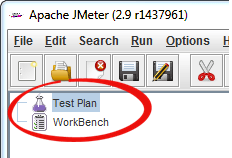 Apache JMeter (2.9 r1437961)
File Edit Search Run Options
Test Plan
WorkBench